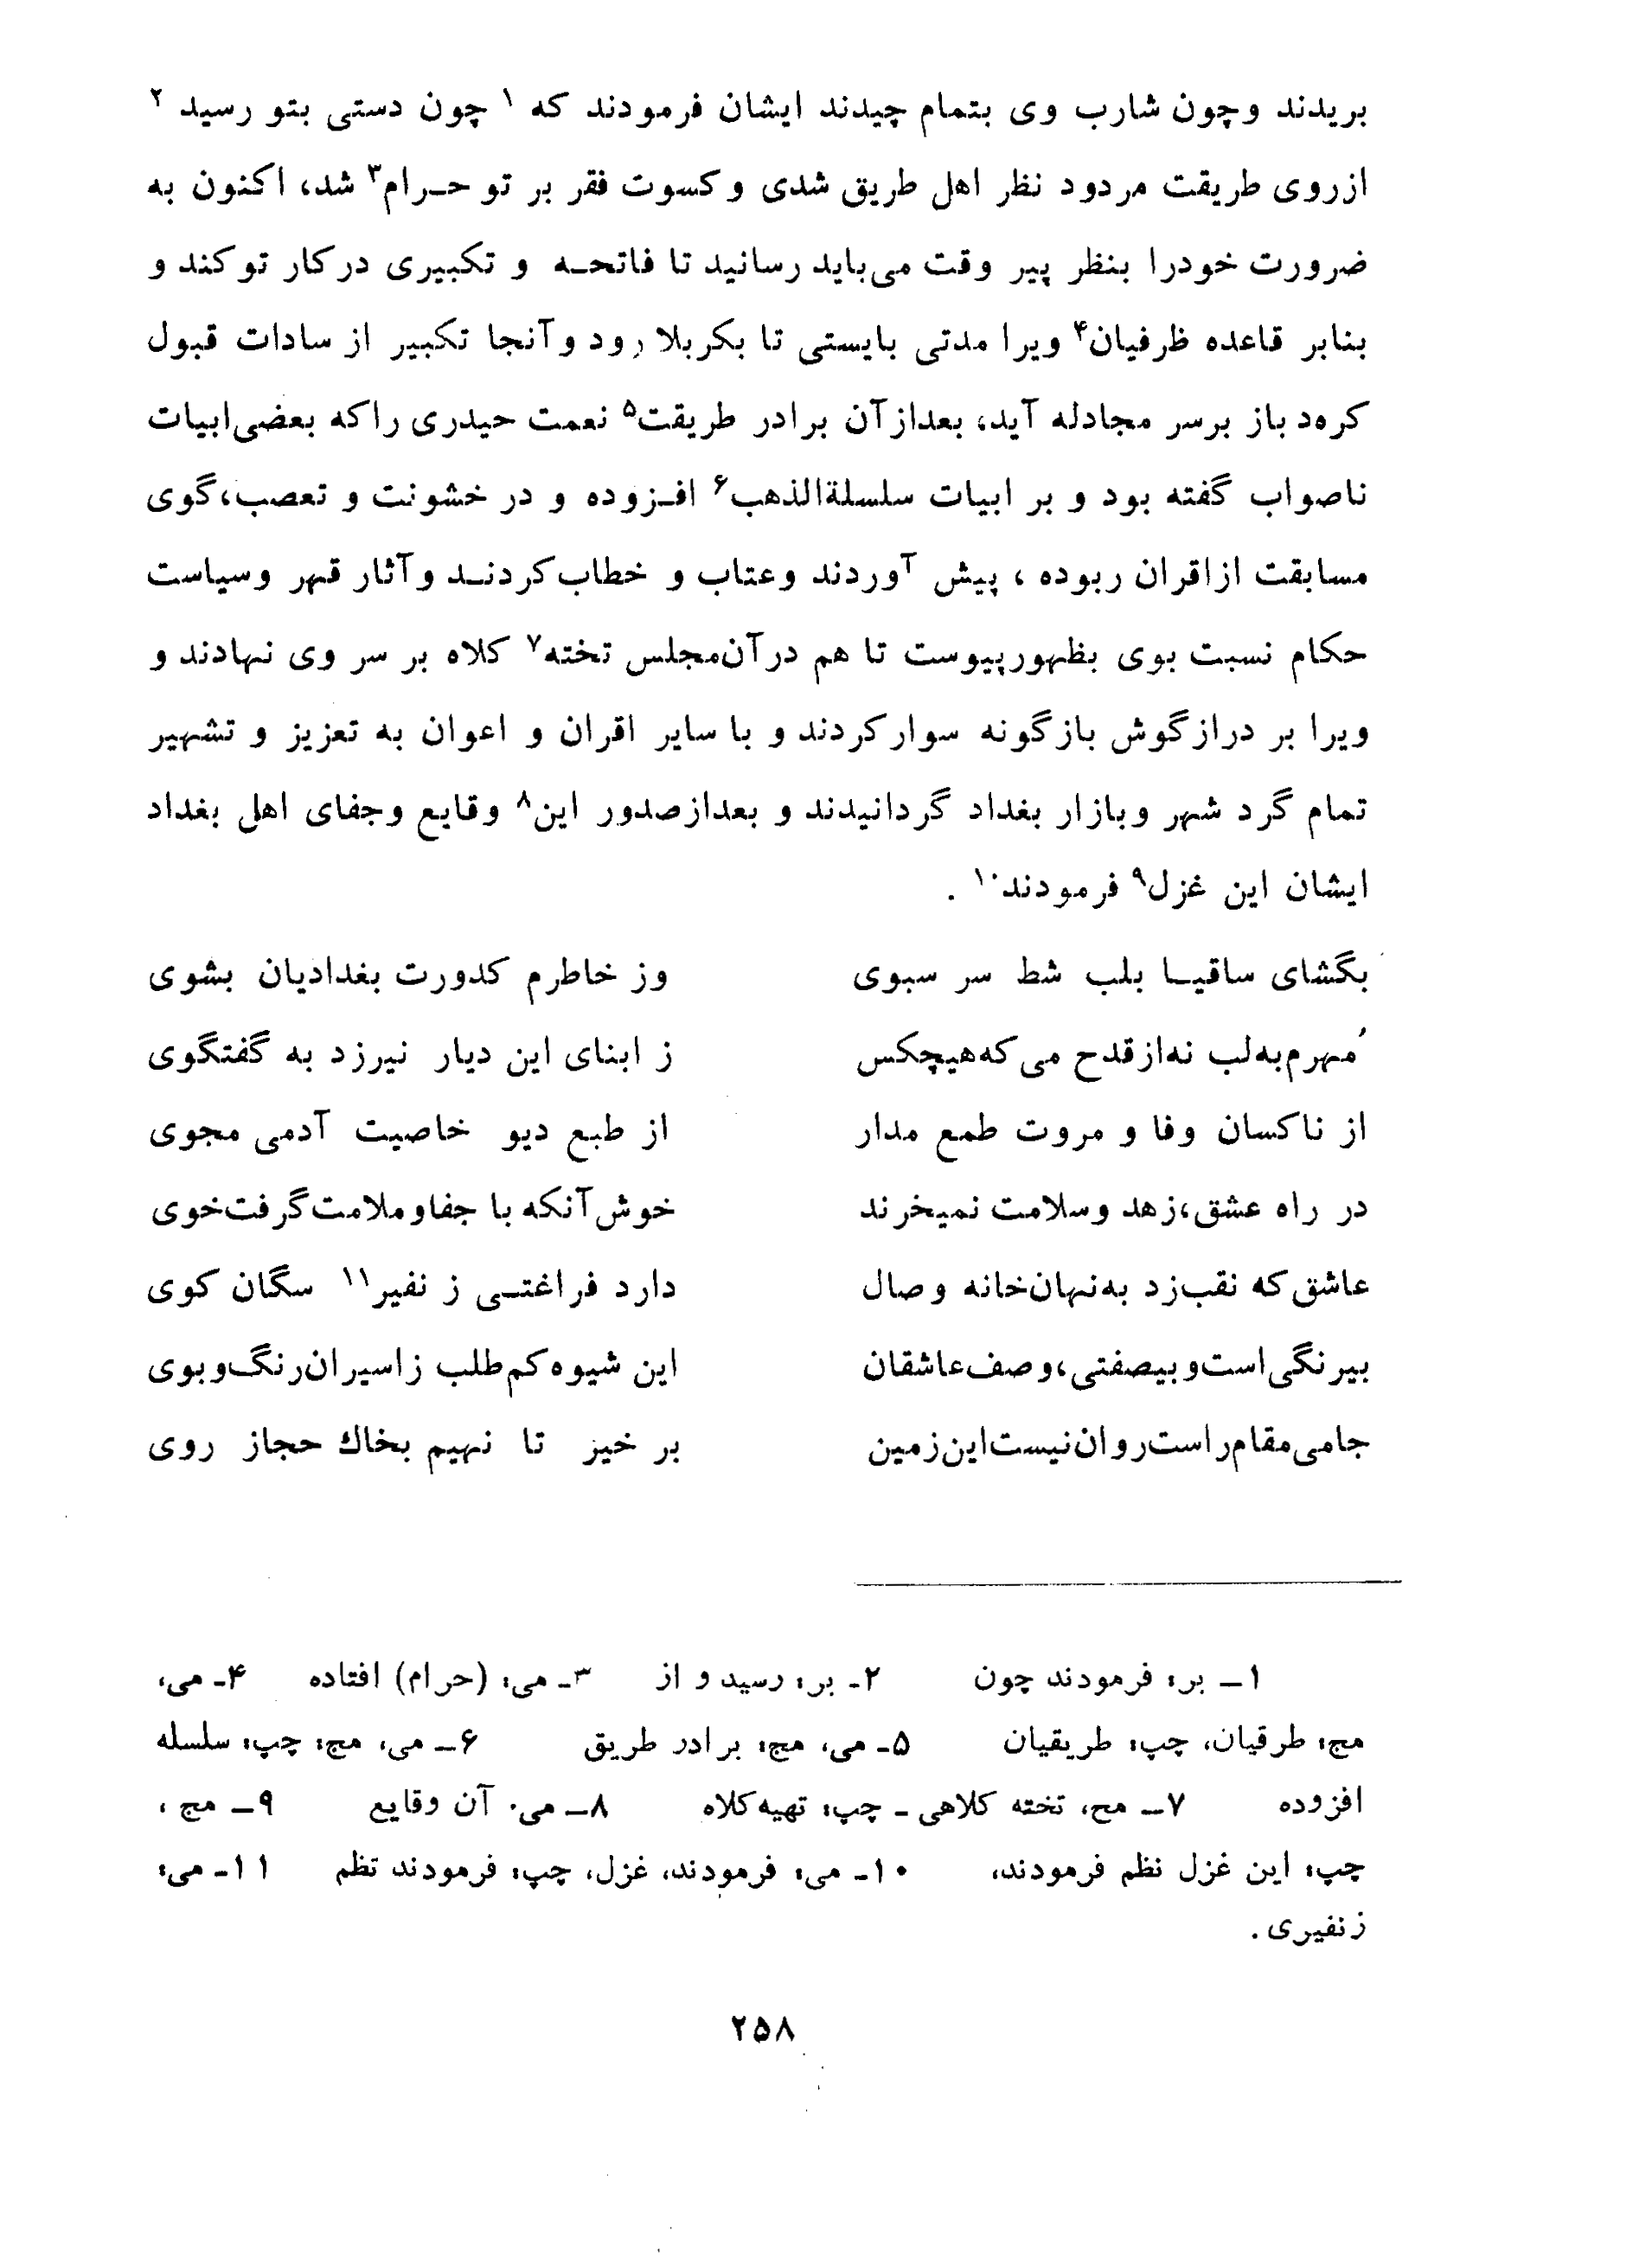 بریدند وچون شارب وی بتمام چیدند ایشان فرمودند که ۱ چون دستی بتو رسید ۲
ازروی طریقت مردود نظر اهل طریق شدی و کسوت فقر بر تو حـرام۳ شد، اکنون به
ضرورت خودرا بنظر پیر وقت می‌باید رسانید تا فاتحـه و تکبیری درکار توکند و
بنابر قاعده ظرفیان۴ ویرا مدتی بایستی تا بکربلا رود و آنجا تکبیر از سادات قبول
کرده باز برسر مجادله آید، بعدازآن برادر طریقت۵ نعمت حیدری راکه بعضی‌ابیات
ناصواب گفته بود و بر ابیات سلسلةالذهب۶ افـزوده و در خشونت و تعصب،گوی
مسابقت ازاقران ربوده ، پیش آوردند وعتاب و خطاب‌کردنـد وآثار قهر وسیاست
حکام نسبت بوی بظهورپیوست تا هم درآن‌مجلس تخته۷ کلاه بر سر وی نهادند و
ویرا بر درازگوش بازگونه سوارکردند و با سایر اقران و اعوان به تعزیز و تشهیر
تمام گرد شهر وبازار بغداد گردانیدند و بعدازصدور این۸ وقایع وجفای اهل بغداد
ایشان این غزل۹ فرمودند۱۰ .
بگشای ساقیـا بلب شط سر سبوی وز خاطرم کدورت بغدادیان بشوی
مُهرم‌به‌لب نه‌ازقدح می‌که‌هیچکس ز ابنای این دیار نیرزد به گفتگوی
از ناکسان وفا و مروت طمع مدار از طبع دیو خاصیت آدمی مجوی
در راه عشق،زهد وسلامت نمیخرند خوش‌آنکه با جفاوملامت‌گرفت‌خوی
عاشق‌که نقب‌زد به‌نهان‌خانه وصال دارد فراغتـی ز نفیر۱۱ سگان کوی
بیرنگی‌است‌وبیصفتی،وصف‌عاشقان این شیوه‌کم‌طلب زاسیران‌رنگ‌وبوی
جامی‌مقام‌راست‌روان‌نیست‌این‌زمین بر خیز تا نهیم بخاك حجاز روی
۱ـ بر: فرمودند چون ۲ـ بر: رسید و از ۳ـ می: (حرام) افتاده ۴ـ می،
مج: طرقیان، چپ: طریقیان ۵ـ می، مج: برادر طریق ۶ـ می، مج: چپ: سلسله
افزوده ۷ـ مح، تخته کلاهی ـ چپ: تهیه‌کلاه ۸ـ می۰ آن وقایع ۹ـ مج ،
چپ: این غزل نظم فرمودند، ۱۰ـ می: فرمودند، غزل، چپ: فرمودند تظم ۱۱ـ می:
زنفیری.
۲۵۸